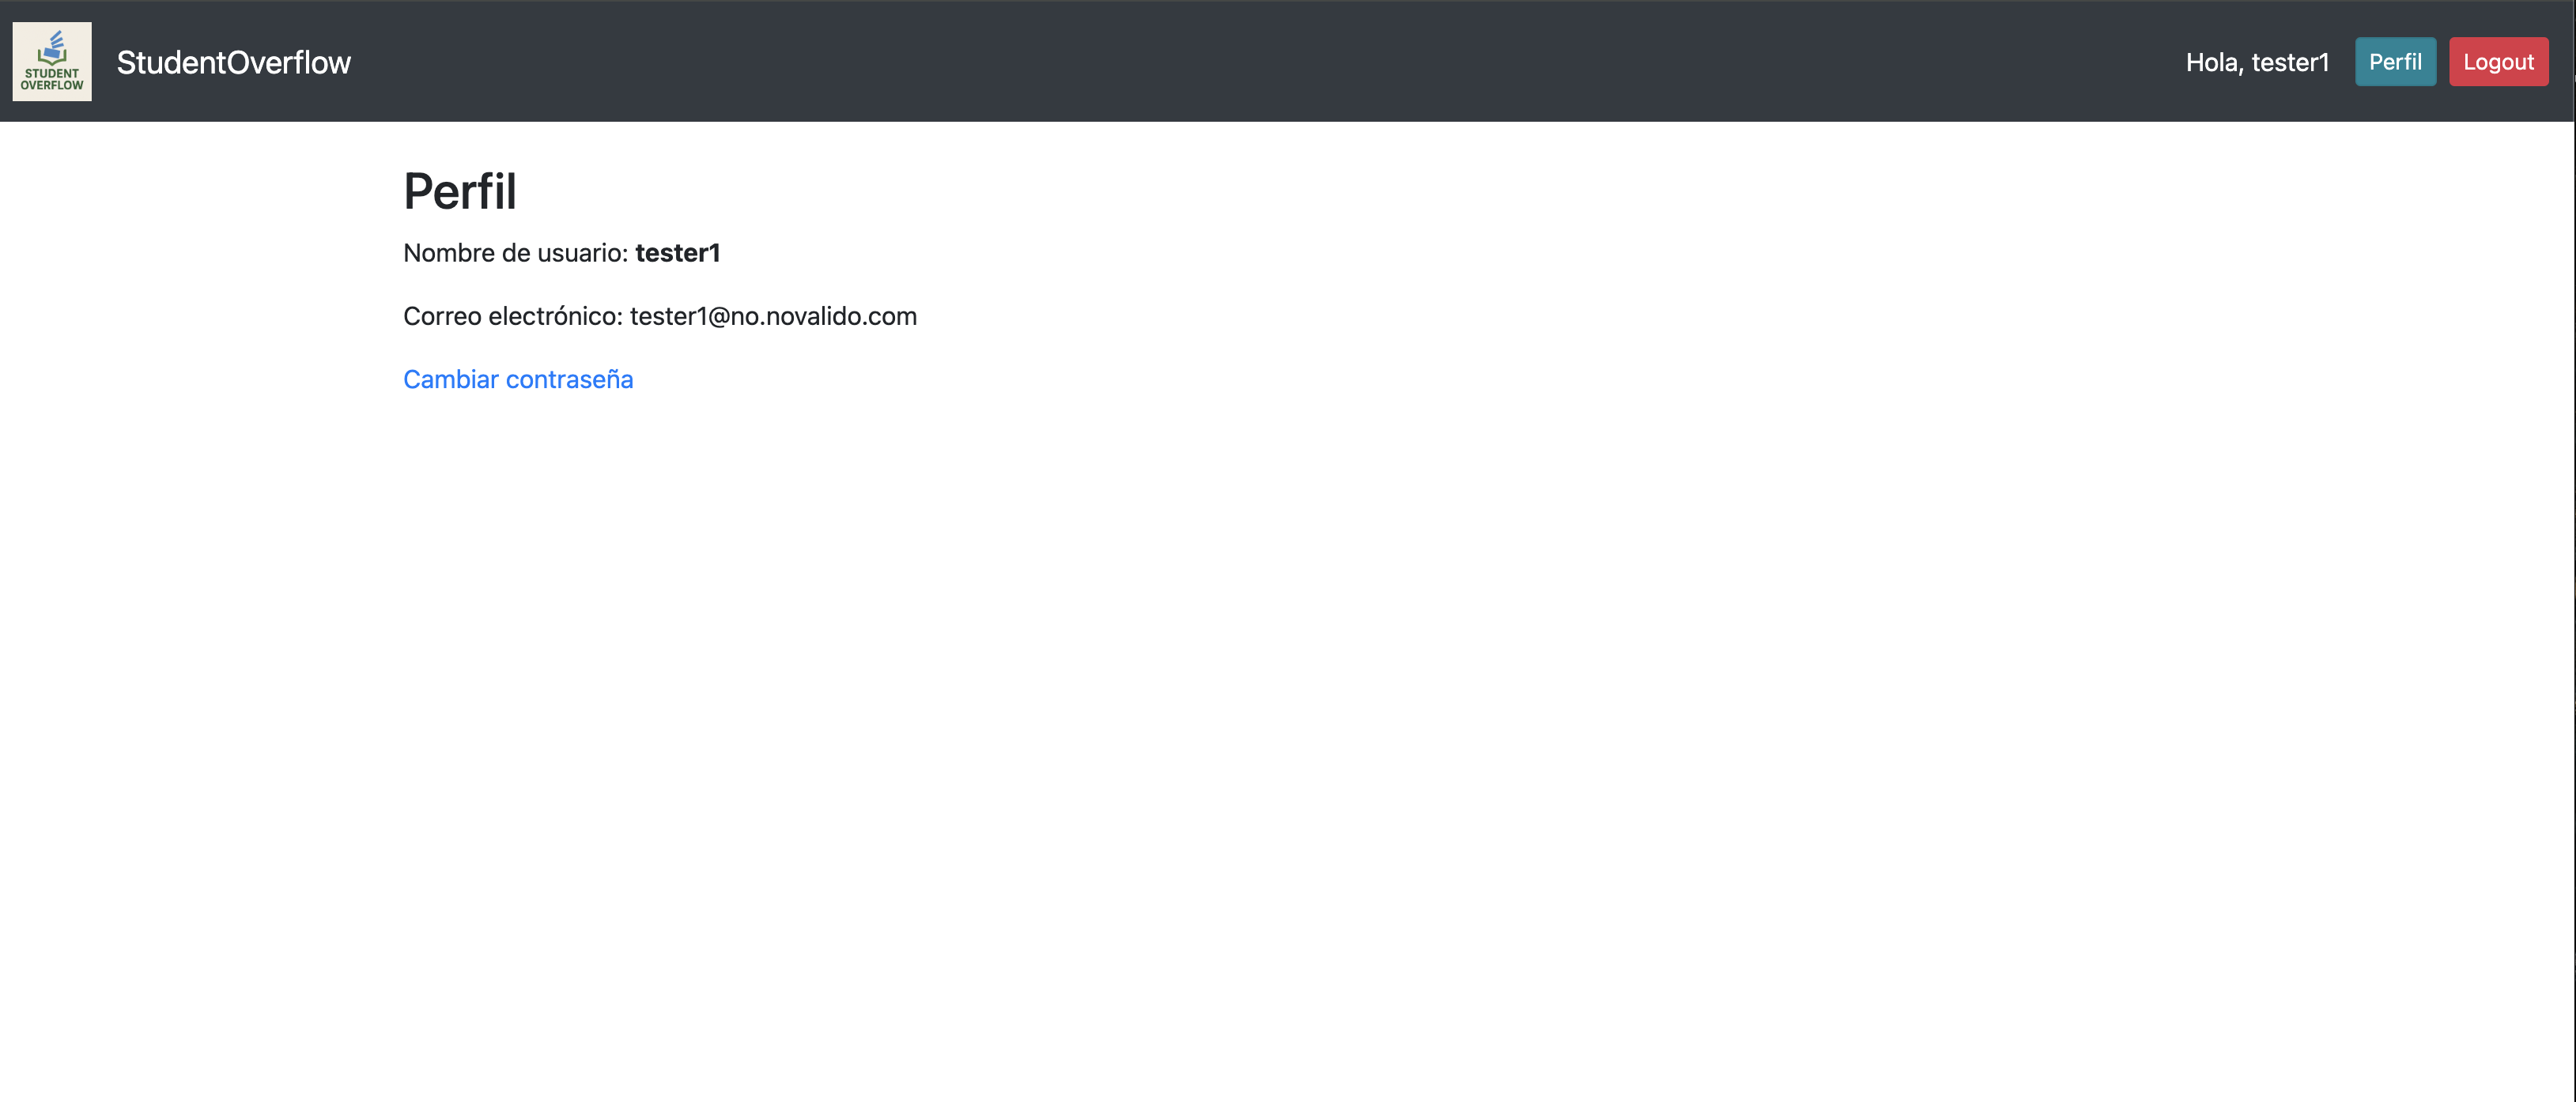 STUDENT
OVERFLOW
StudentOverflow
Hola, tester1
Perfil
Logout
Perfil
Nombre de usuario: tester1
Correo electrónico: tester1@no.novalido.com
Cambiar contraseña